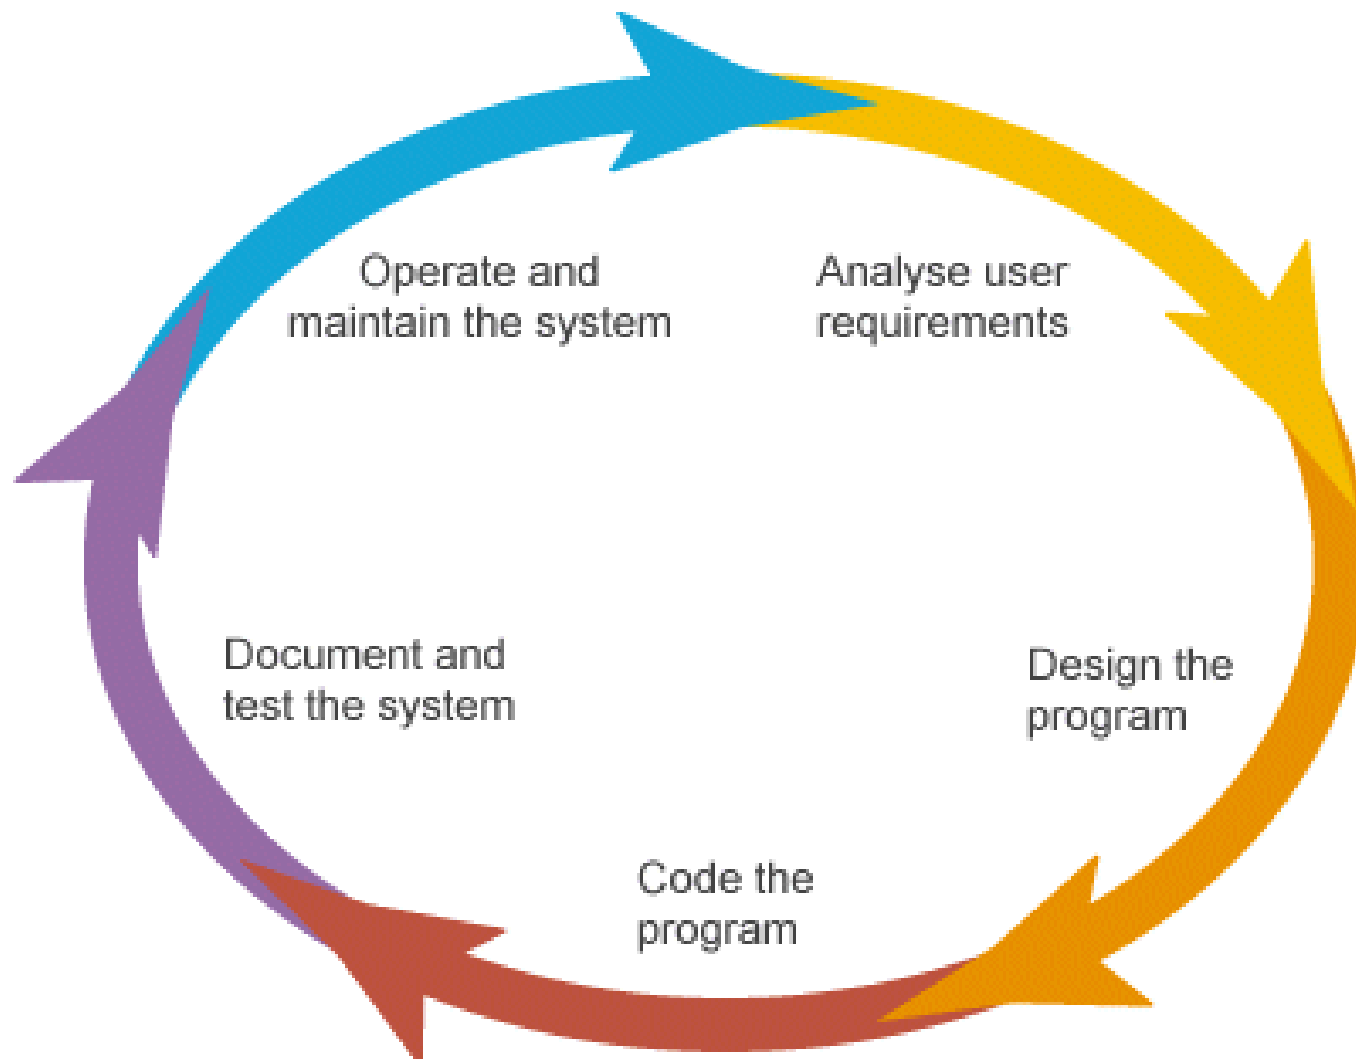 Operate and
maintain the system
Analyse user
requirements
Design the
program
Code the
program
Document and
test the system